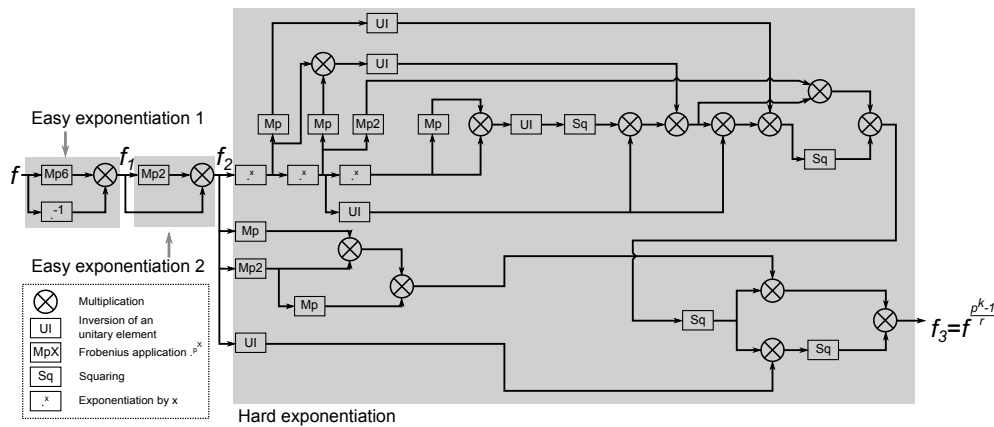 UI
UI
Mp
Mp
Mp2
Mp
UI
Sq
Sq
Easy exponentiation 1
f
Mp6
. -1
f1
Mp2
f2
. x
. x
. x
UI
Mp
Mp2
Mp
UI
Sq
Sq
f3=f p^k-1 / r
Easy exponentiation 2
Multiplication
UI
Inversion of an
unitary element
MpX
Frobenius application .p^x
Sq
Squaring
. x
Exponentiation by x
Hard exponentiation